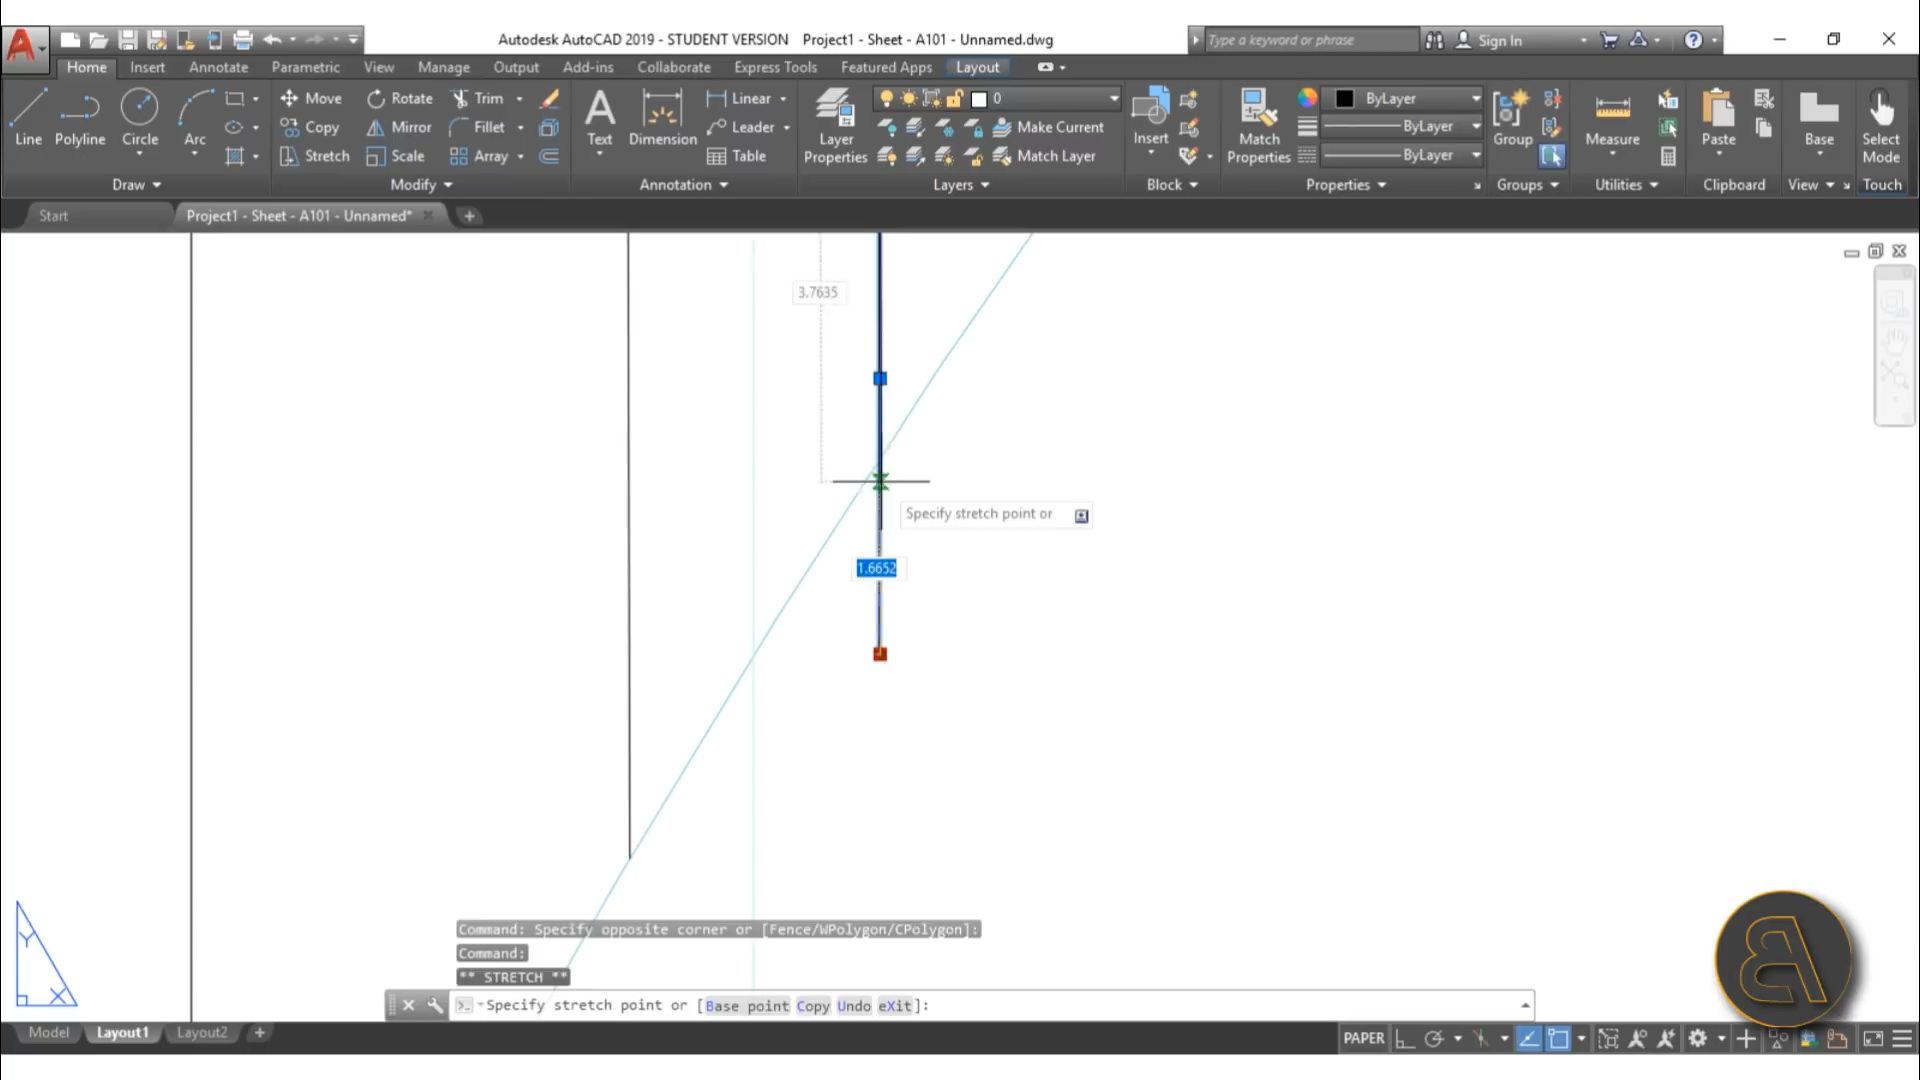 Autodesk AutoCAD 2019 - STUDENT VERSION Project1 - Sheet - A101 - Unnamed.dwg
Type a keyword or phrase
Sign In
Home Insert Annotate Parametric View Manage Output Add-ins Collaborate Express Tools Featured Apps Layout
Line
Polyline
Circle
Arc
Draw
Move Rotate Trim
Copy Mirror Fillet
Stretch Scale Array
Modify
Text
Dimension
Linear
Leader
Table
Annotation
Layer
Properties
0
Make Current
Match Layer
Layers
Insert
Block
Match
Properties
ByLayer
ByLayer
ByLayer
Properties
Group
Groups
Measure
Utilities
Paste
Clipboard
Base
View
Select
Mode
Touch
Start
Project1 - Sheet - A101 - Unnamed*
3.7635
Specify stretch point or
1.6652
Y
X
Command: Specify opposite corner or [Fence/WPolygon/CPolygon]:
Command:
** STRETCH **
Specify stretch point or [Base point Copy Undo eXit]:
Model Layout1 Layout2
PAPER